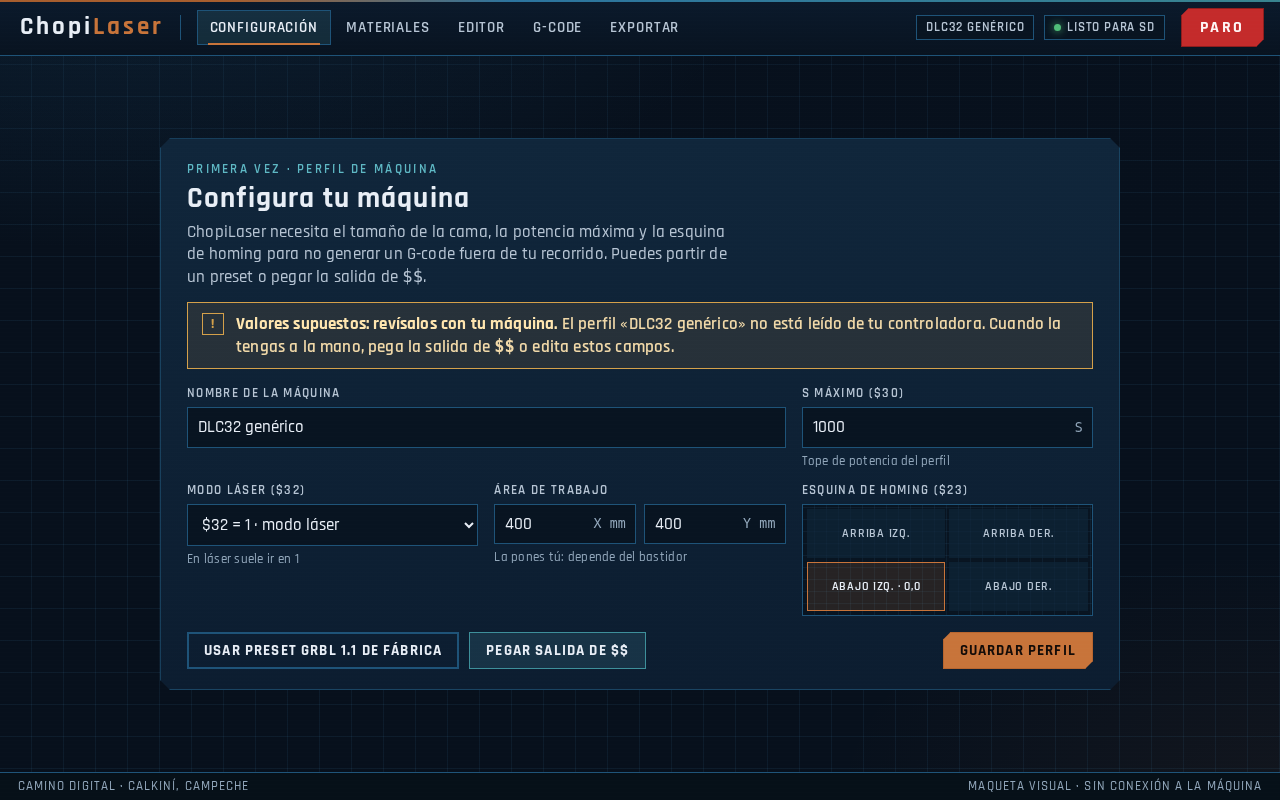 ChopiLaser
CONFIGURACIÓN
MATERIALES
EDITOR
G-CODE
EXPORTAR
DLC32 GENÉRICO
LISTO PARA SD
PARO
PRIMERA VEZ · PERFIL DE MÁQUINA
Configura tu máquina
ChopiLaser necesita el tamaño de la cama, la potencia máxima y la esquina
de homing para no generar un G-code fuera de tu recorrido. Puedes partir de
un preset o pegar la salida de $$.
! Valores supuestos: revísalos con tu máquina. El perfil «DLC32 genérico» no está leído de tu controladora. Cuando la
tengas a la mano, pega la salida de $$ o edita estos campos.
NOMBRE DE LA MÁQUINA
DLC32 genérico
S MÁXIMO ($30)
1000 S
Tope de potencia del perfil
MODO LÁSER ($32)
$32 = 1 · modo láser
En láser suele ir en 1
ÁREA DE TRABAJO
400 X mm
400 Y mm
La pones tú: depende del bastidor
ESQUINA DE HOMING ($23)
ARRIBA IZQ.
ARRIBA DER.
ABAJO IZQ. · 0,0
ABAJO DER.
USAR PRESET GRBL 1.1 DE FÁBRICA
PEGAR SALIDA DE $$
GUARDAR PERFIL
CAMINO DIGITAL · CALKINÍ, CAMPECHE
MAQUETA VISUAL · SIN CONEXIÓN A LA MÁQUINA